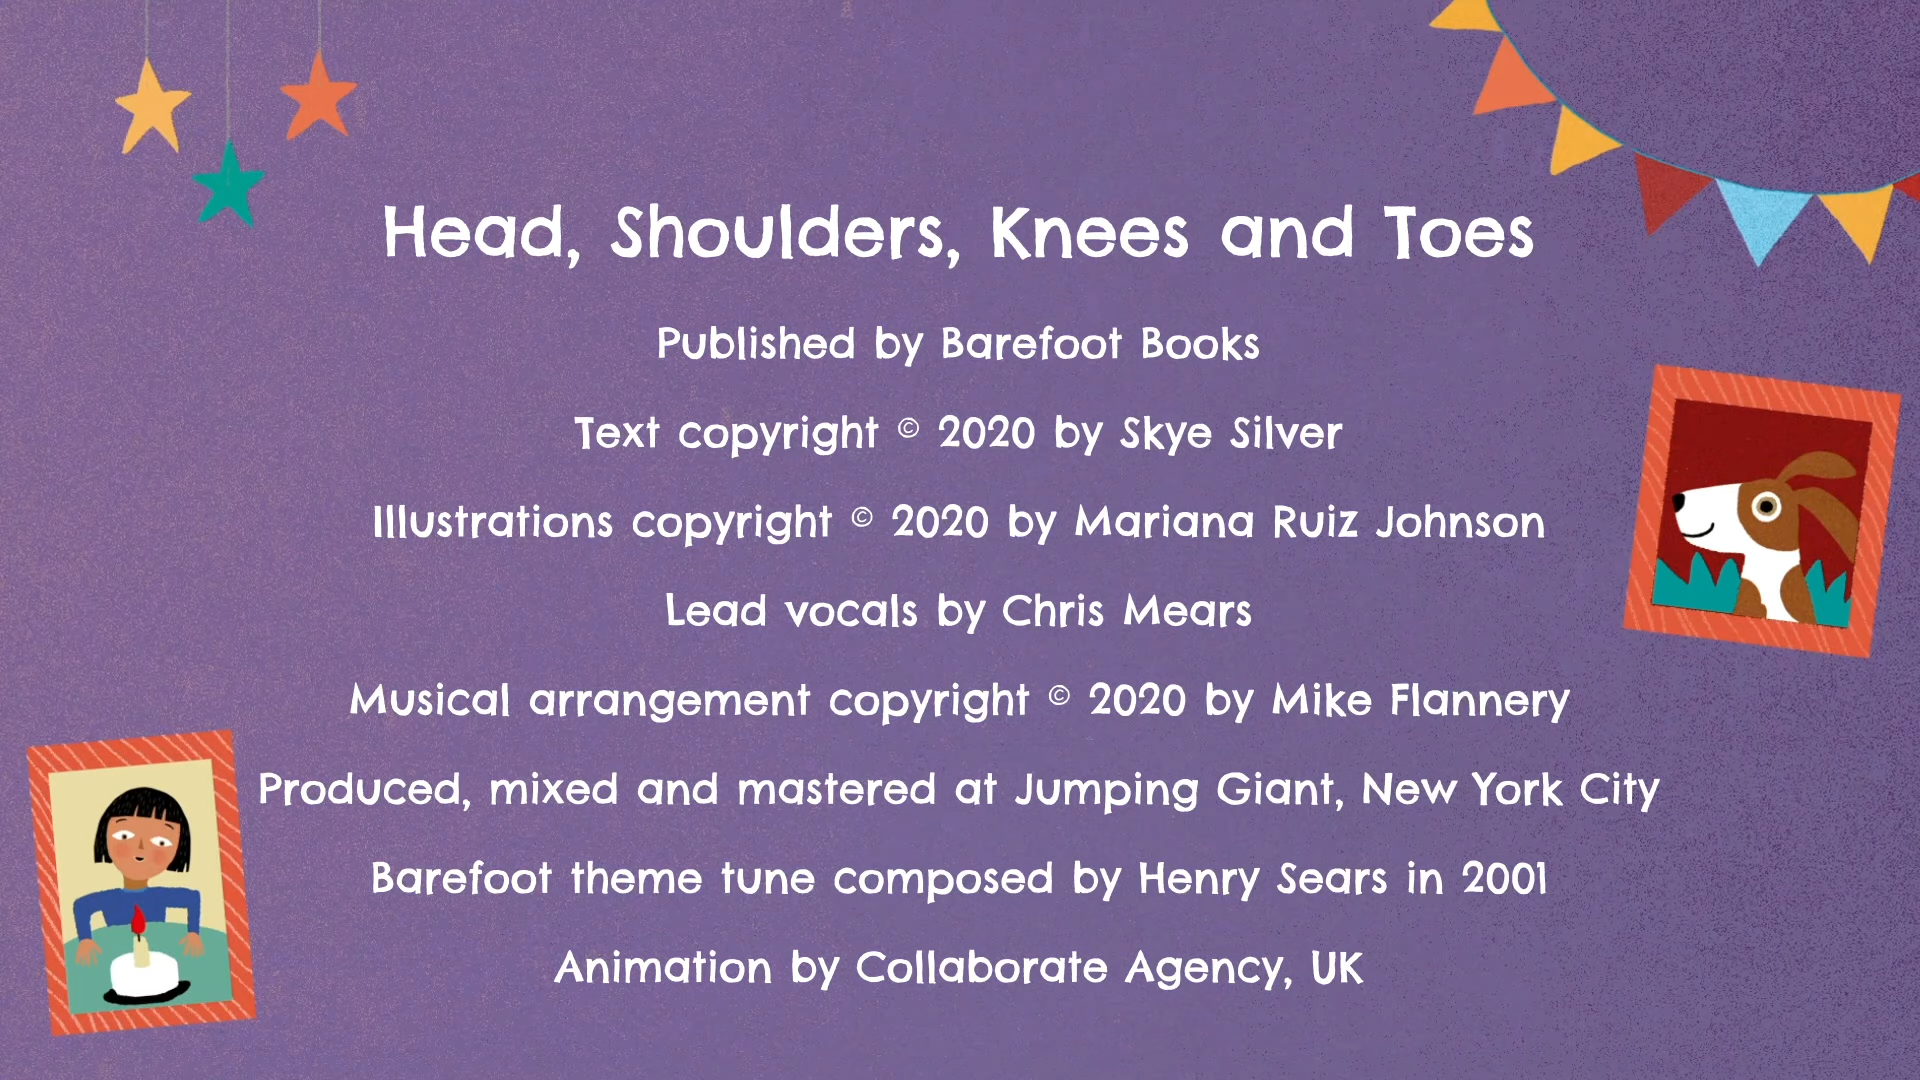 Head, Shoulders, Knees and Toes
Published by Barefoot Books
Text copyright © 2020 by Skye Silver
Illustrations copyright © 2020 by Mariana Ruiz Johnson
Lead vocals by Chris Mears
Musical arrangement copyright © 2020 by Mike Flannery
Produced, mixed and mastered at Jumping Giant, New York City
Barefoot theme tune composed by Henry Sears in 2001
Animation by Collaborate Agency, UK